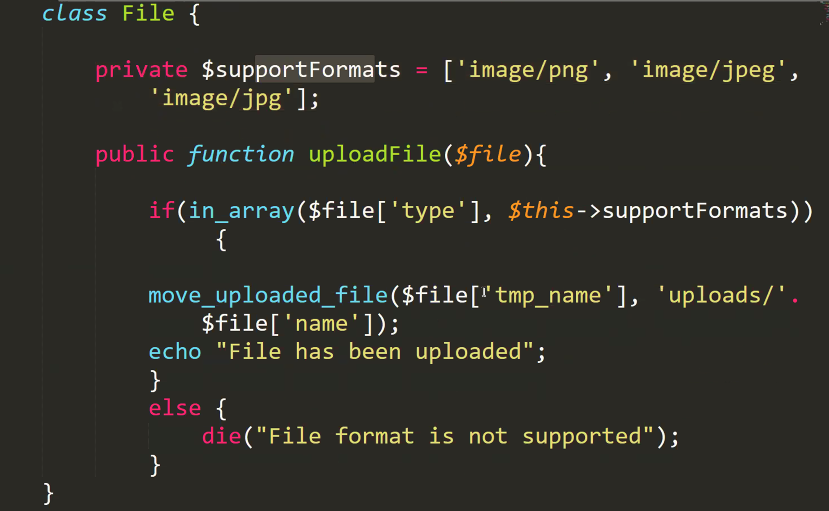 class File {
private $supportFormats = ['image/png', 'image/jpeg',
'image/jpg'];
public function uploadFile($file){
if(in_array($file['type'], $this->supportFormats))
{
move_uploaded_file($file['tmp_name'], 'uploads/'.
$file['name']);
echo "File has been uploaded";
}
else {
die("File format is not supported");
}
}